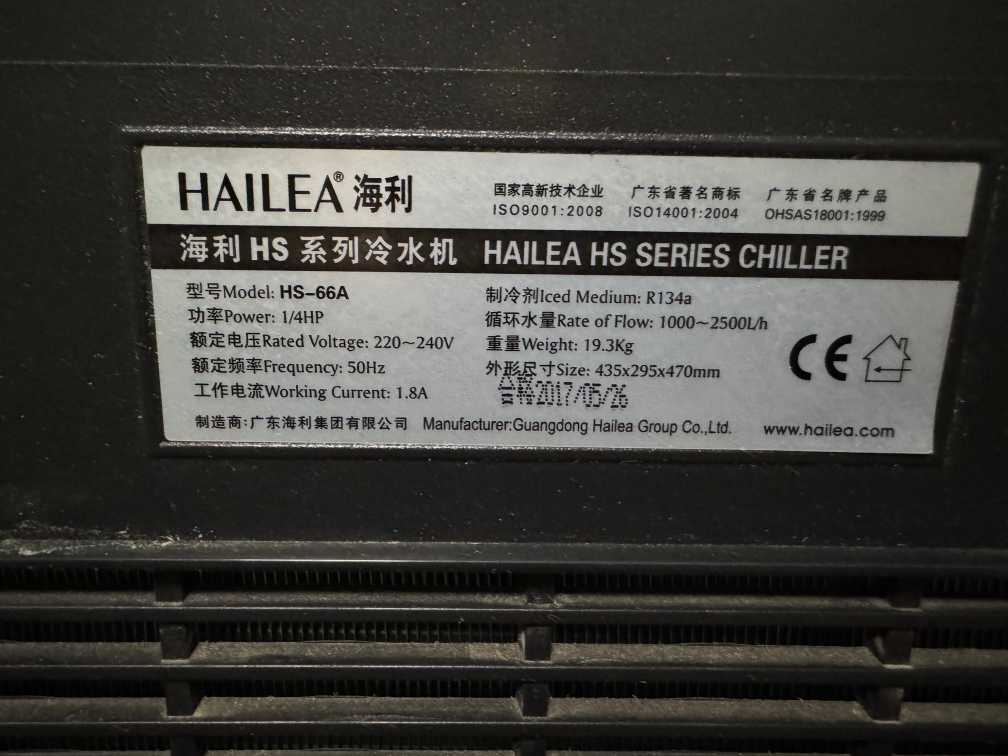 HAILEA® 海利
国家高新技术企业 广东省著名商标 广东省名牌产品
ISO9001:2008 ISO14001:2004 OHSAS18001:1999
海利 HS 系列冷水机 HAILEA HS SERIES CHILLER
型号Model: HS-66A
功率Power: 1/4HP
额定电压Rated Voltage: 220~240V
额定频率Frequency: 50Hz
工作电流Working Current: 1.8A
制冷剂Iced Medium: R134a
循环水量Rate of Flow: 1000~2500L/h
重量Weight: 19.3Kg
外形尺寸Size: 435x295x470mm
合格2017/05/26
CE
制造商:广东海利集团有限公司 Manufacturer:Guangdong Hailea Group Co.,Ltd. www.hailea.com